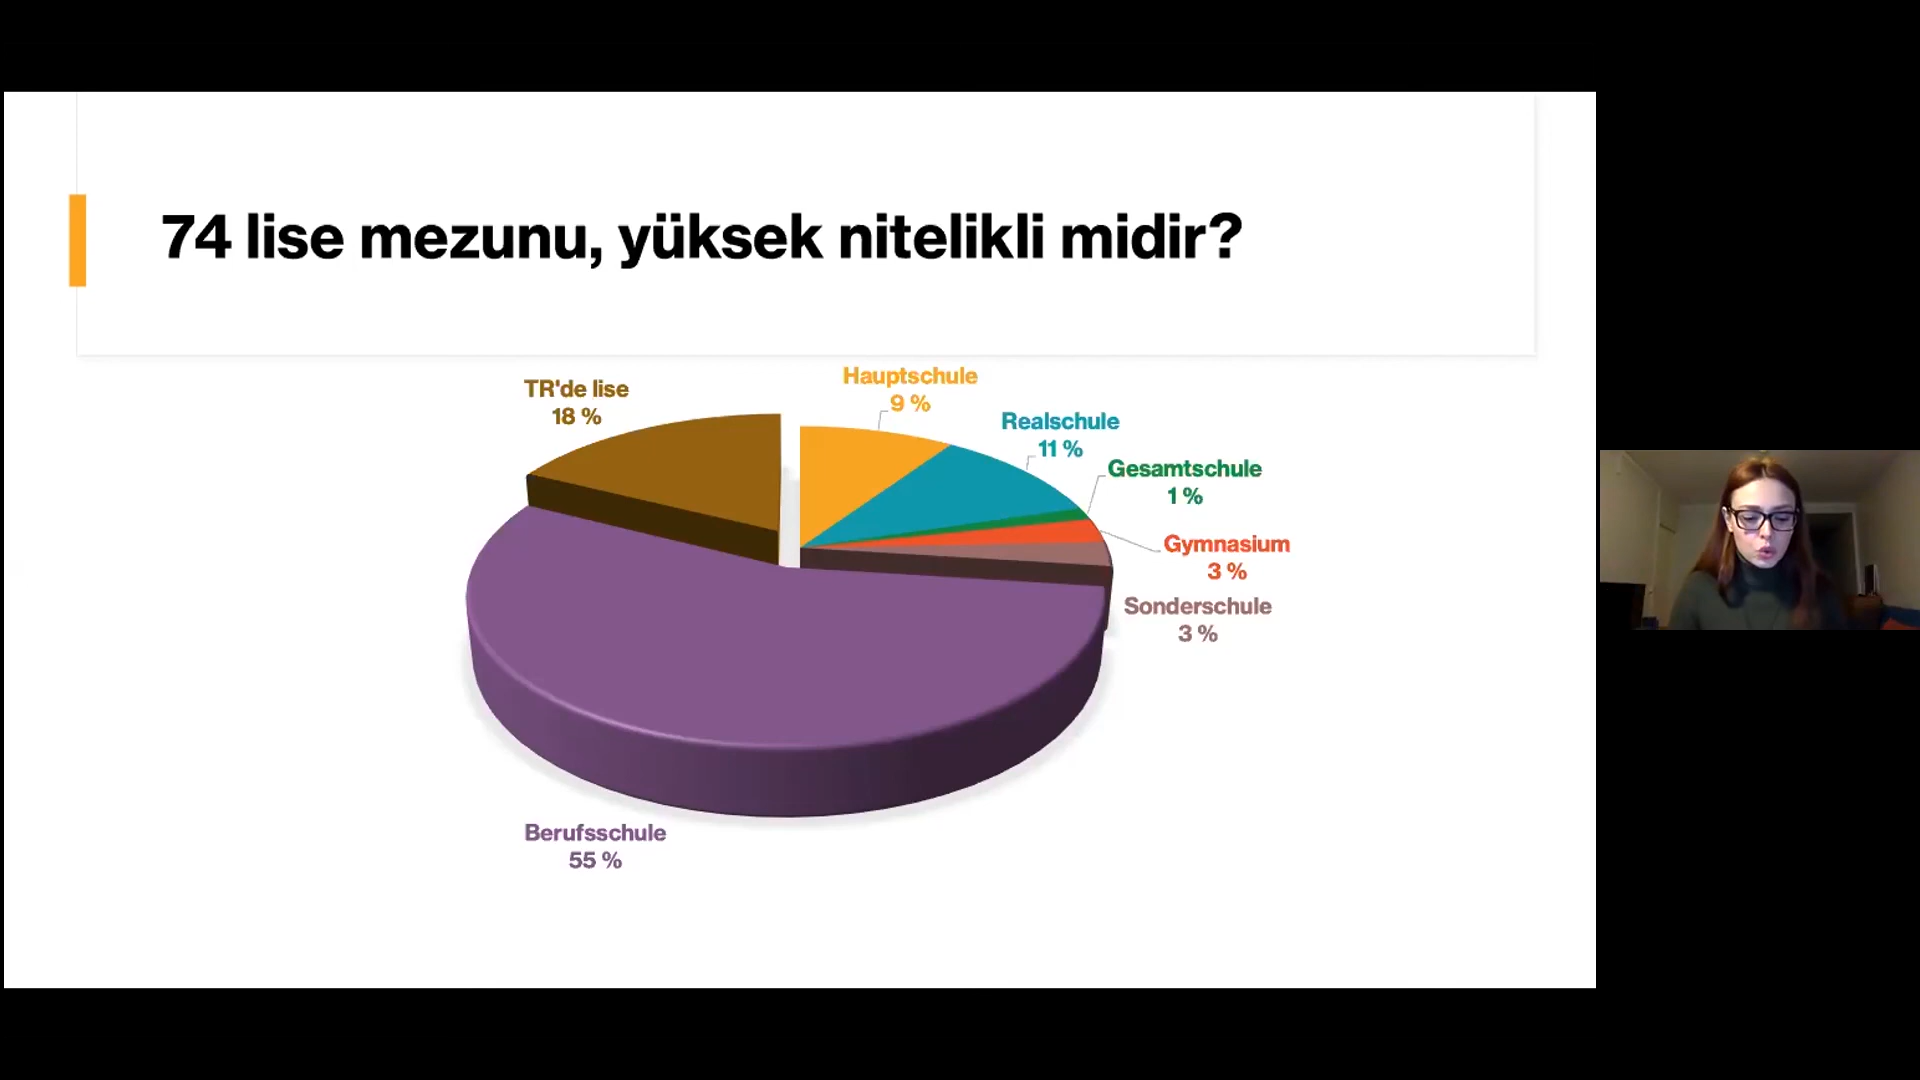 74 lise mezunu, yüksek nitelikli midir?
TR'de lise
18 %
Hauptschule
9 %
Realschule
11 %
Gesamtschule
1 %
Gymnasium
3 %
Sonderschule
3 %
Berufsschule
55 %